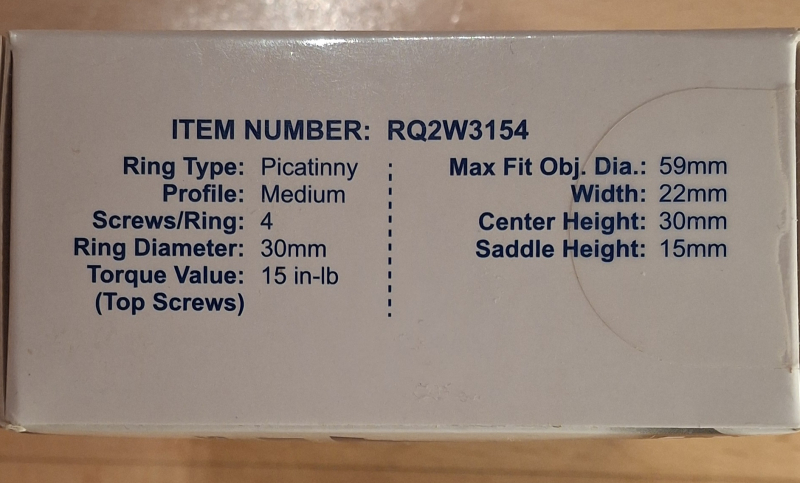 ITEM NUMBER: RQ2W3154
Ring Type: Picatinny
Profile: Medium
Screws/Ring: 4
Ring Diameter: 30mm
Torque Value: 15 in-lb
(Top Screws)
Max Fit Obj. Dia.: 59mm
Width: 22mm
Center Height: 30mm
Saddle Height: 15mm